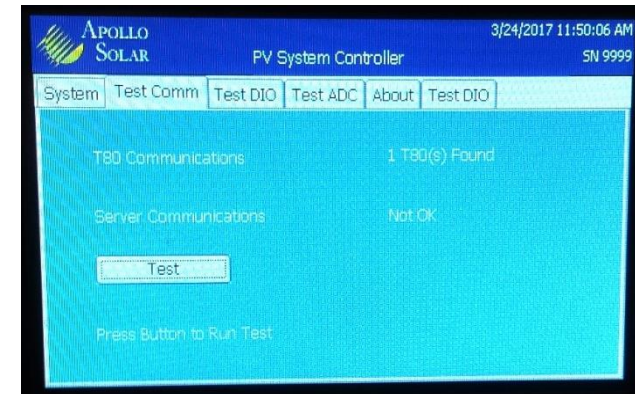 APOLLO
SOLAR
PV System Controller
3/24/2017 11:50:06 AM
SN 9999
System
Test Comm
Test DIO
Test ADC
About
Test DIO
T80 Communications
1 T80(s) Found
Server Communications
Not OK
Test
Press Button to Run Test